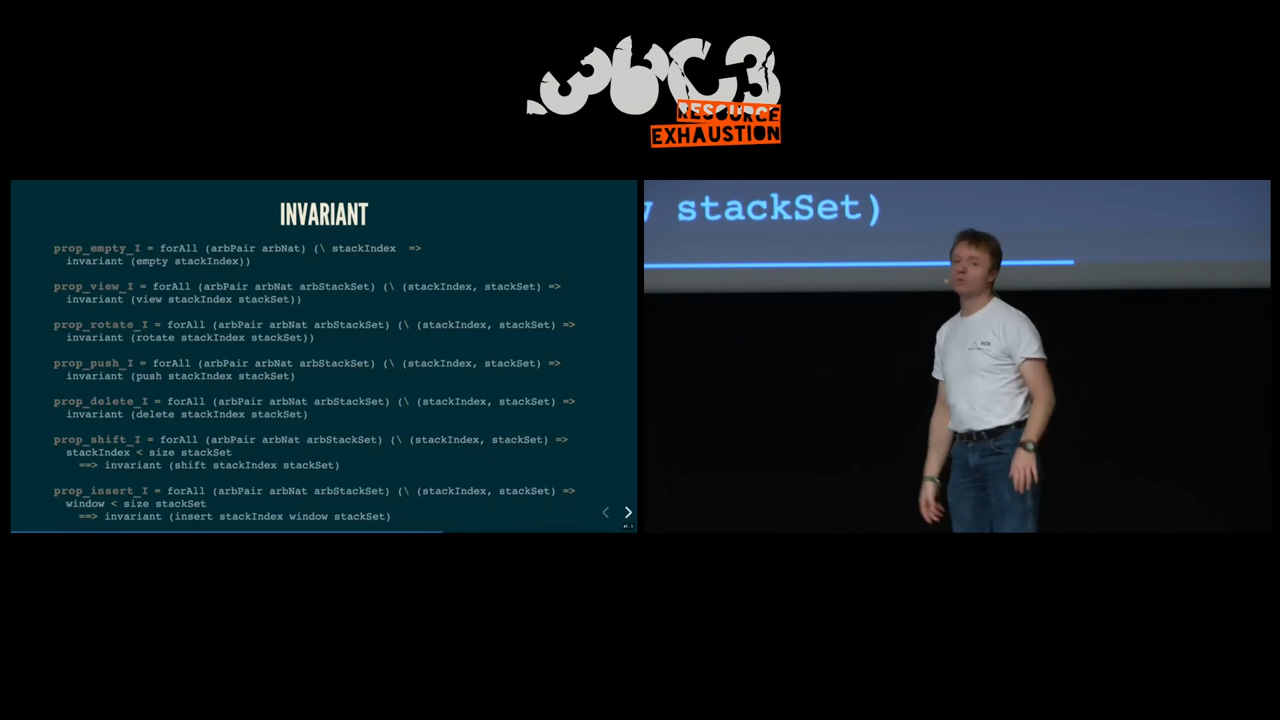 36C3
RESOURCE
EXHAUSTION
INVARIANT
prop_empty_I = forAll (arbPair arbNat) (\ stackIndex =>
invariant (empty stackIndex))
prop_view_I = forAll (arbPair arbNat arbStackSet) (\ (stackIndex, stackSet) =>
invariant (view stackIndex stackSet))
prop_rotate_I = forAll (arbPair arbNat arbStackSet) (\ (stackIndex, stackSet) =>
invariant (rotate stackIndex stackSet))
prop_push_I = forAll (arbPair arbNat arbStackSet) (\ (stackIndex, stackSet) =>
invariant (push stackIndex stackSet)
prop_delete_I = forAll (arbPair arbNat arbStackSet) (\ (stackIndex, stackSet) =>
invariant (delete stackIndex stackSet)
prop_shift_I = forAll (arbPair arbNat arbStackSet) (\ (stackIndex, stackSet) =>
stackIndex < size stackSet
==> invariant (shift stackIndex stackSet)
prop_insert_I = forAll (arbPair arbNat arbStackSet) (\ (stackIndex, stackSet) =>
window < size stackSet
==> invariant (insert stackIndex window stackSet)
stackSet)